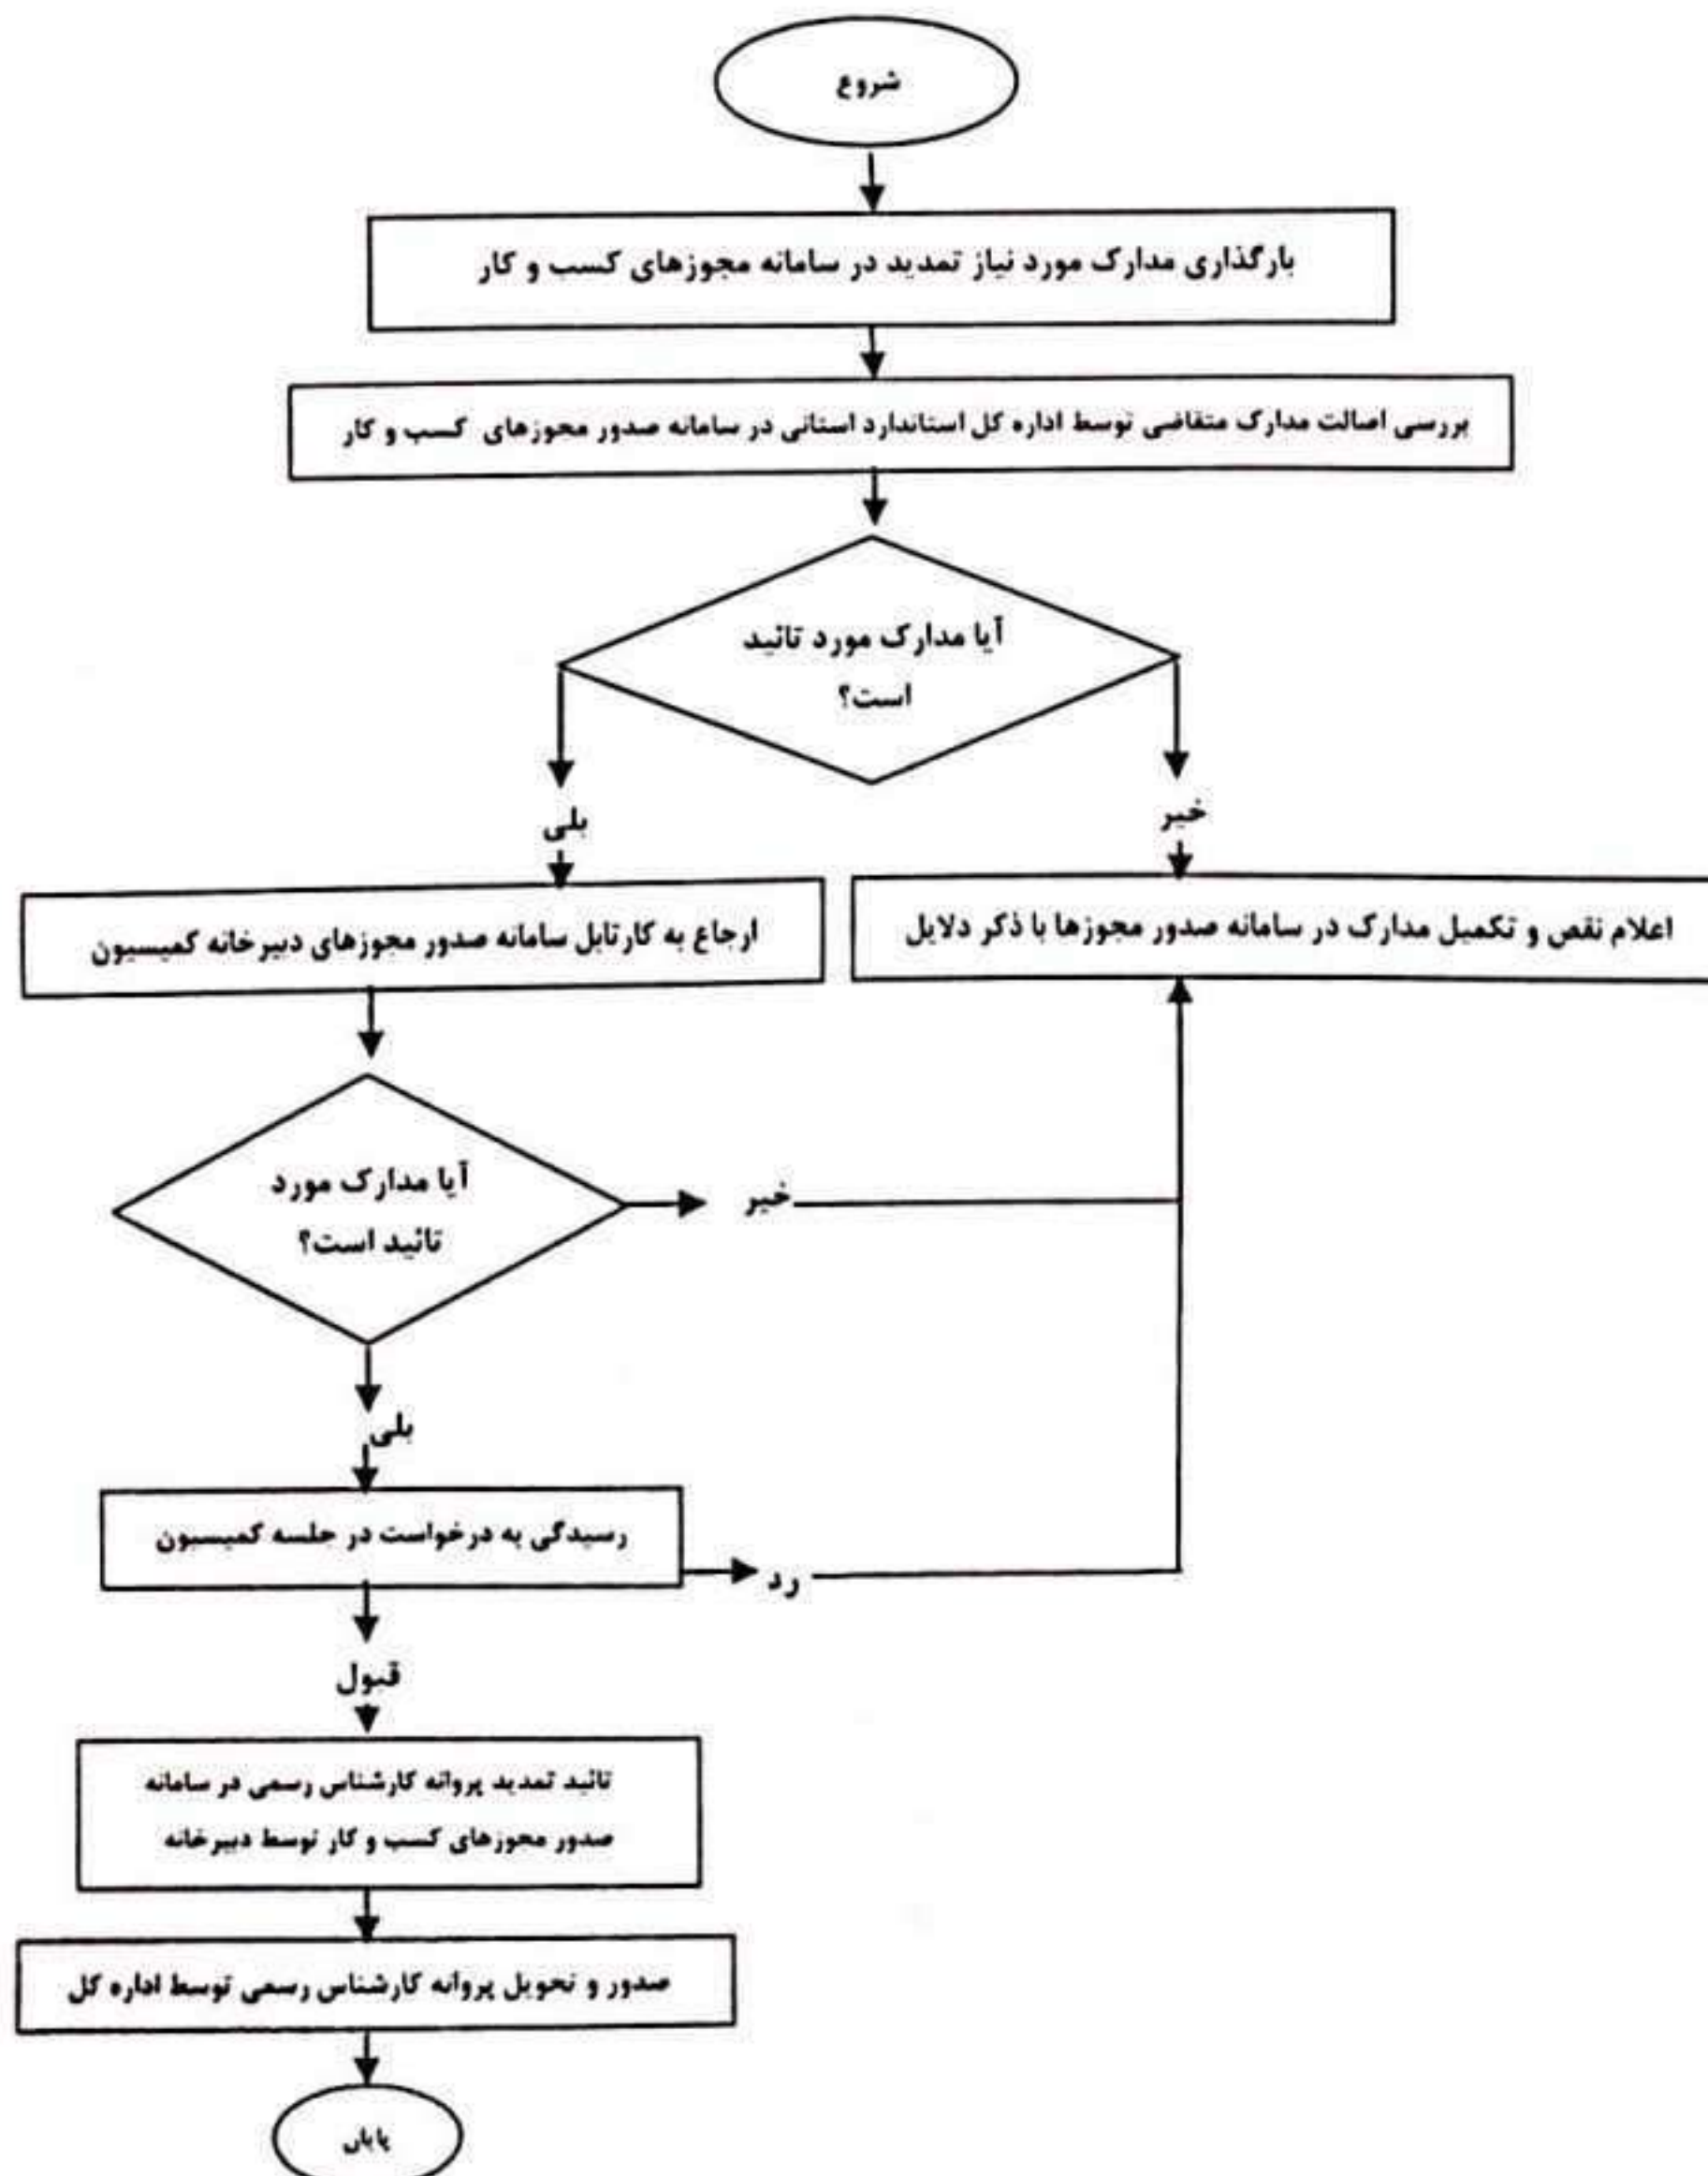 شروع
بارگذاری مدارک مورد نیاز تمدید در سامانه مجوزهای کسب و کار
بررسی اصالت مدارک متقاضی توسط اداره کل استاندارد استانی در سامانه صدور مجوزهای کسب و کار
آیا مدارک مورد تائید
است؟
بلی
خیر
اعلام نقص و تکمیل مدارک در سامانه صدور مجوزها با ذکر دلایل
ارجاع به کارتابل سامانه صدور مجوزهای دبیرخانه کمیسیون
آیا مدارک مورد
تائید است؟
خیر
بلی
رسیدگی به درخواست در جلسه کمیسیون
رد
قبول
تائید تمدید پروانه کارشناس رسمی در سامانه
صدور مجوزهای کسب و کار توسط دبیرخانه
صدور و تحویل پروانه کارشناس رسمی توسط اداره کل
پایان